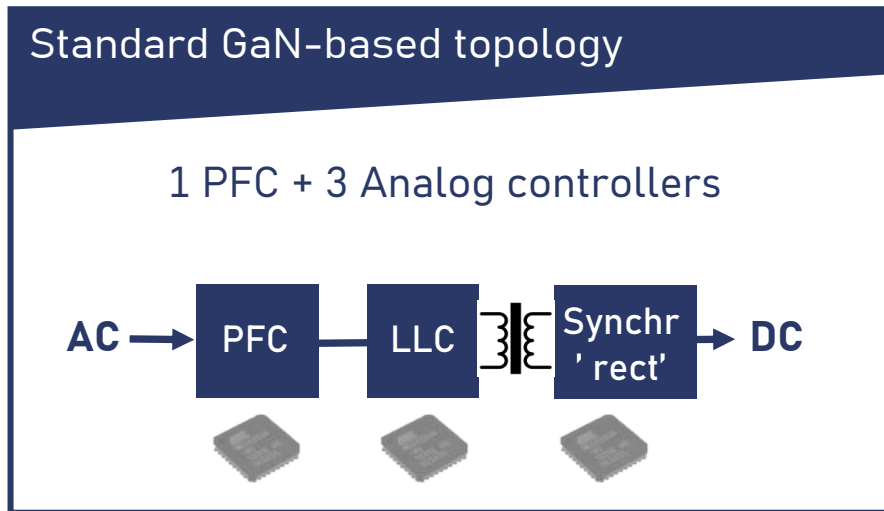 Standard GaN-based topology
1 PFC + 3 Analog controllers
AC PFC LLC Synchr DC
' rect'